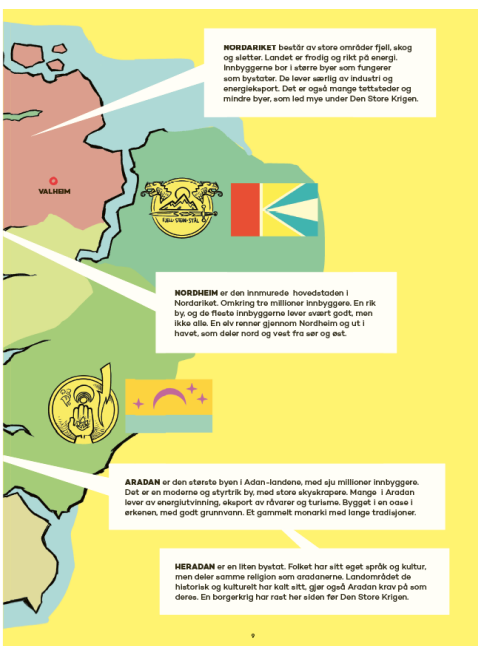 NORDARIKET består av store områder fjell, skog
og sletter. Landet er frodig og rikt på energi.
Innbyggerne bor i større byer som fungerer
som bystater. De lever særlig av industri og
energieksport. Det er også mange tettsteder og
mindre byer, som led mye under Den Store Krigen.
VALHEIM
FJELL·STEIN·STÅL
NORDHEIM er den innmurede hovedstaden i
Nordariket. Omkring tre millioner innbyggere. En rik
by, og de fleste innbyggerne lever svært godt, men
ikke alle. En elv renner gjennom Nordheim og ut i
havet, som deler nord og vest fra sør og øst.
ARADAN er den største byen i Adan-landene, med sju millioner innbyggere.
Det er en moderne og styrtrik by, med store skyskrapere. Mange i Aradan
lever av energiutvinning, eksport av råvarer og turisme. Bygget i en oase i
ørkenen, med godt grunnvann. Et gammelt monarki med lange tradisjoner.
HERADAN er en liten bystat. Folket har sitt eget språk og kultur,
men deler samme religion som aradanerne. Landområdet de
historisk og kulturelt har kalt sitt, gjør også Aradan krav på som
deres. En borgerkrig har rast her siden før Den Store Krigen.
9